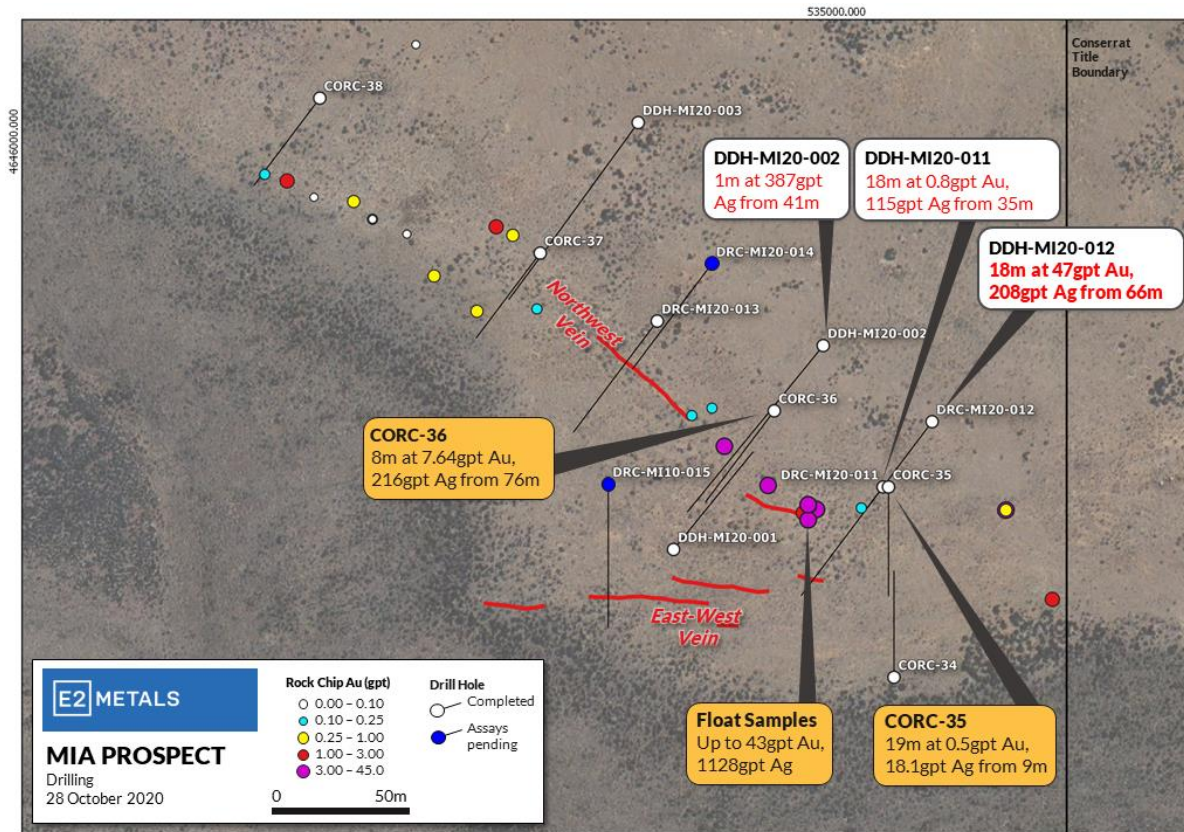 535000.000
4646000.000
Conserrat
Title
Boundary
CORC-38
DDH-MI20-003
DDH-MI20-002
1m at 387gpt
Ag from 41m
DDH-MI20-011
18m at 0.8gpt Au,
115gpt Ag from 35m
DDH-MI20-012
18m at 47gpt Au,
208gpt Ag from 66m
CORC-37
DRC-MI20-014
Northwest
Vein
DRC-MI20-013
DDH-MI20-002
CORC-36
CORC-36
8m at 7.64gpt Au,
216gpt Ag from 76m
DRC-MI20-012
DRC-MI10-015
DRC-MI20-011
CORC-35
DDH-MI20-001
East-West
Vein
CORC-34
Float Samples
Up to 43gpt Au,
1128gpt Ag
CORC-35
19m at 0.5gpt Au,
18.1gpt Ag from 9m
E2 METALS
MIA PROSPECT
Drilling
28 October 2020
Rock Chip Au (gpt)
0.00 – 0.10
0.10 – 0.25
0.25 – 1.00
1.00 – 3.00
3.00 – 45.0
0 50m
Drill Hole
Completed
Assays
pending